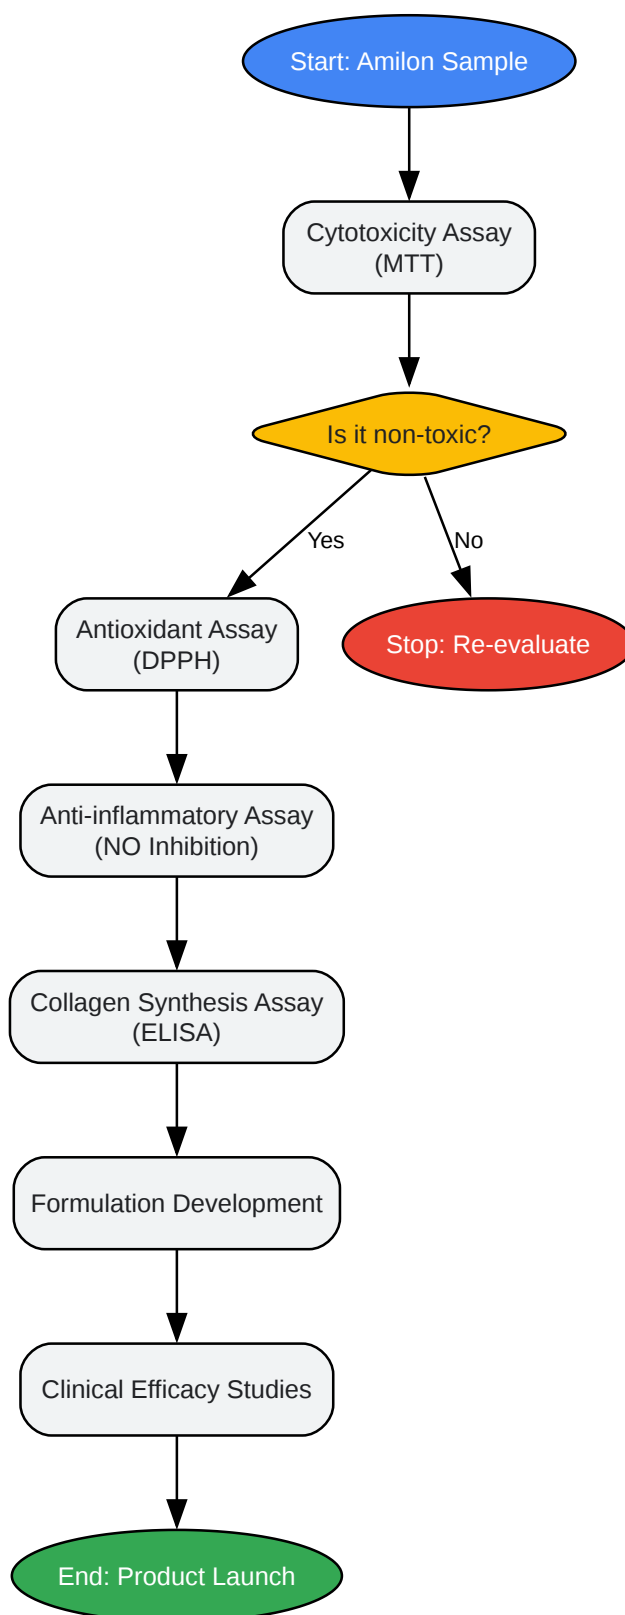 Start: Amilon Sample
Cytotoxicity Assay
(MTT)
Is it non-toxic?
Yes
No
Antioxidant Assay
(DPPH)
Stop: Re-evaluate
Anti-inflammatory Assay
(NO Inhibition)
Collagen Synthesis Assay
(ELISA)
Formulation Development
Clinical Efficacy Studies
End: Product Launch